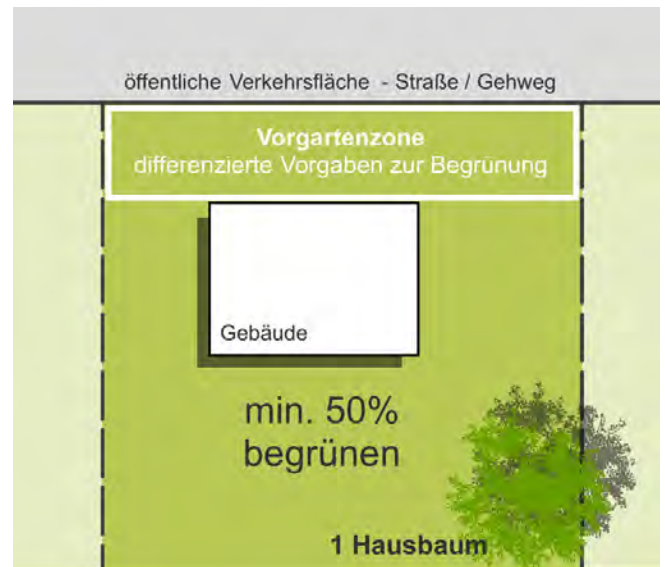 öffentliche Verkehrsfläche - Straße / Gehweg
Vorgartenzone
differenzierte Vorgaben zur Begrünung
Gebäude
min. 50%
begrünen
1 Hausbaum